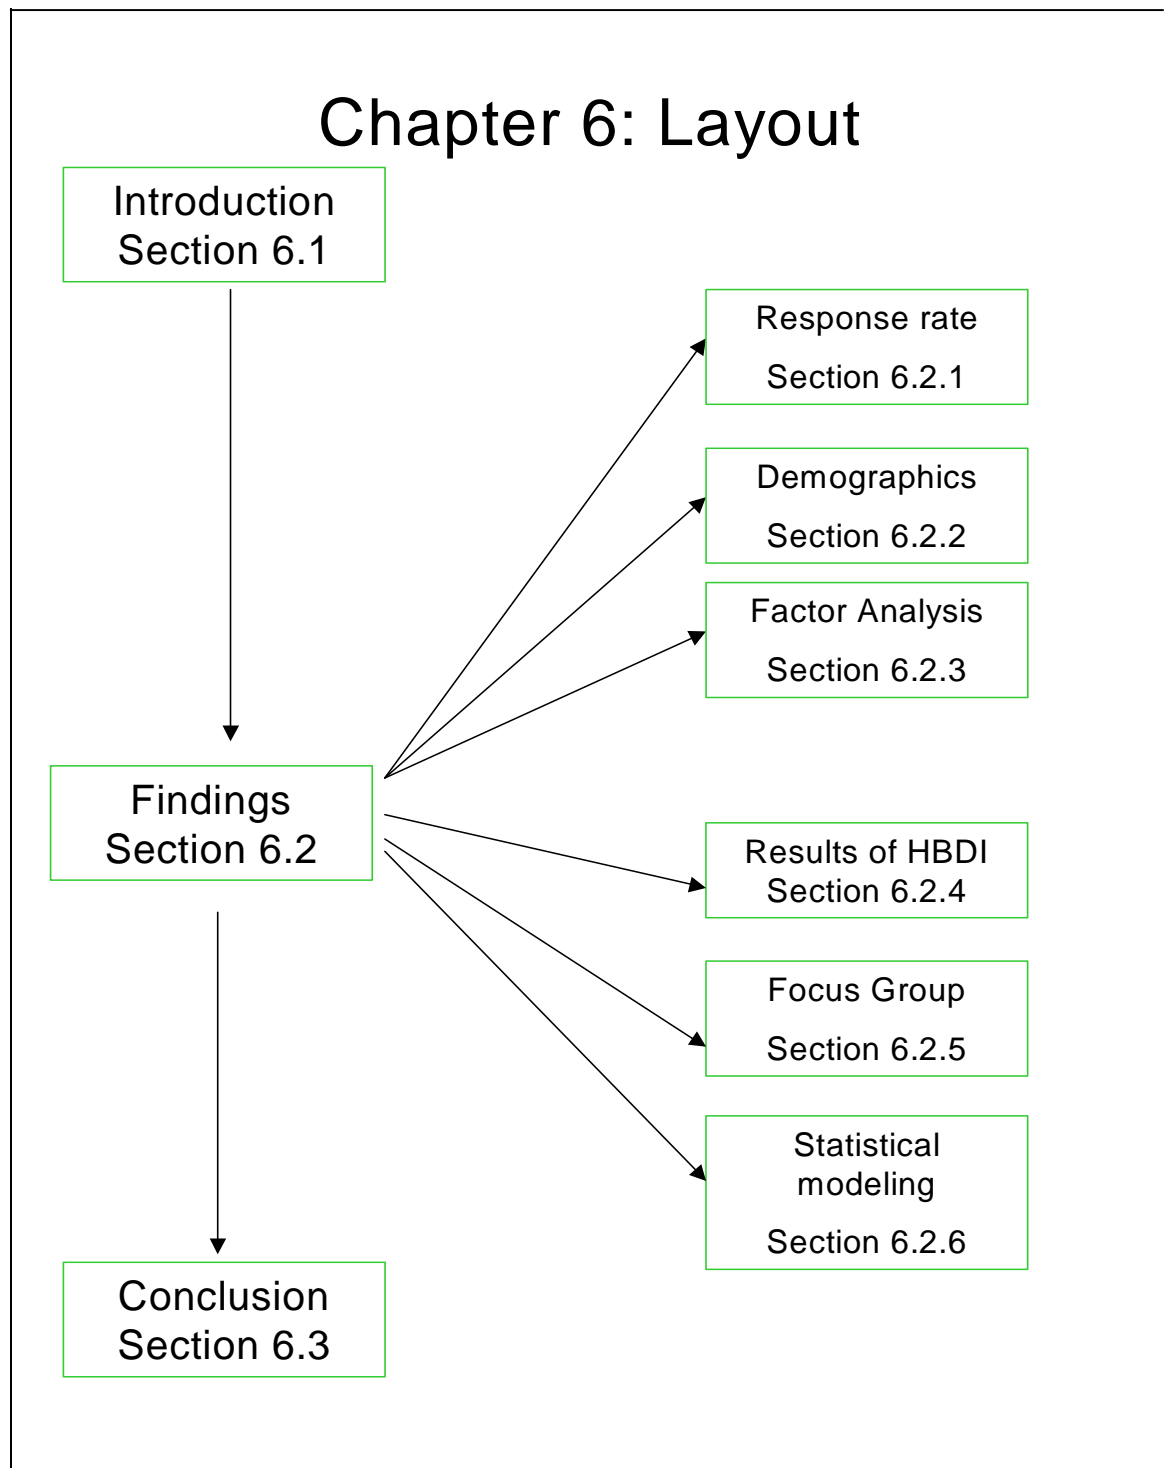 Chapter 6: Layout
Introduction
Section 6.1
Response rate
Section 6.2.1
Demographics
Section 6.2.2
Factor Analysis
Section 6.2.3
Findings
Section 6.2
Results of HBDI
Section 6.2.4
Focus Group
Section 6.2.5
Statistical
modeling
Section 6.2.6
Conclusion
Section 6.3